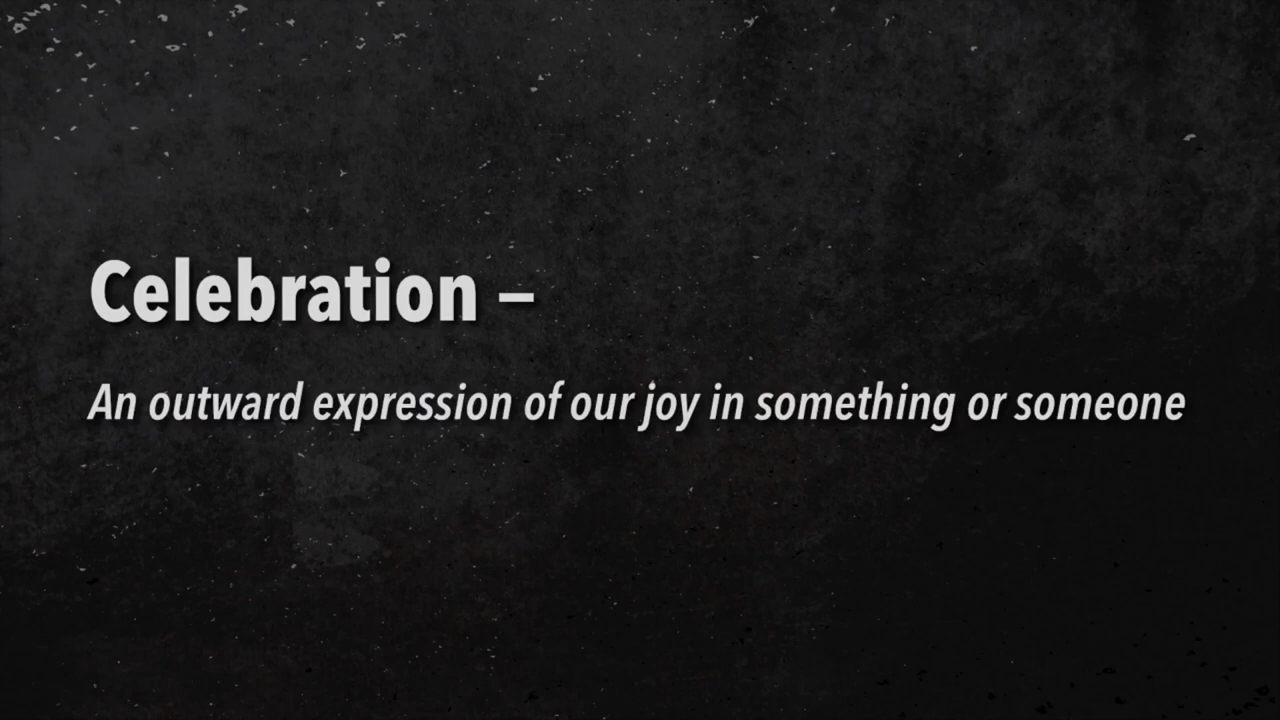 Celebration –
An outward expression of our joy in something or someone